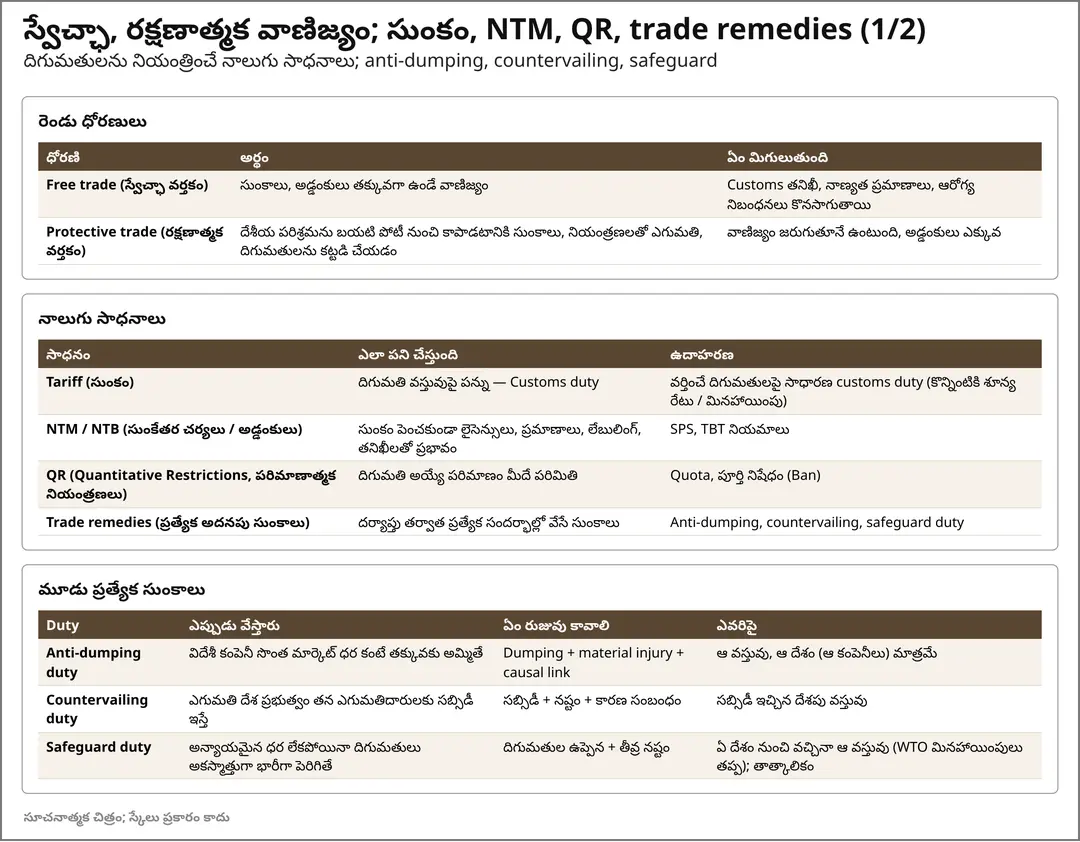 స్వేచ్ఛా, రక్షణాత్మక వాణిజ్యం; సుంకం, NTM, QR, trade remedies (1/2)
దిగుమతులను నియంత్రించే నాలుగు సాధనాలు; anti-dumping, countervailing, safeguard
రెండు ధోరణులు
ధోరణి అర్థం ఏం మిగులుతుంది
Free trade (స్వేచ్ఛా వర్తకం) సుంకాలు, అడ్డంకులు తక్కువగా ఉండే వాణిజ్యం Customs తనిఖీ, నాణ్యత ప్రమాణాలు, ఆరోగ్య
నిబంధనలు కొనసాగుతాయి
Protective trade (రక్షణాత్మక దేశీయ పరిశ్రమను బయటి పోటీ నుంచి కాపాడటానికి సుంకాలు, నియంత్రణలతో ఎగుమతి, వాణిజ్యం జరుగుతూనే ఉంటుంది, అడ్డంకులు ఎక్కువ
వర్తకం) దిగుమతులను కట్టడి చేయడం
నాలుగు సాధనాలు
సాధనం ఎలా పని చేస్తుంది ఉదాహరణ
Tariff (సుంకం) దిగుమతి వస్తువుపై పన్ను — Customs duty వర్తించే దిగుమతులపై సాధారణ customs duty (కొన్నింటికి శూన్య
రేటు / మినహాయింపు)
NTM / NTB (సుంకేతర చర్యలు / అడ్డంకులు) సుంకం పెంచకుండా లైసెన్సులు, ప్రమాణాలు, లేబులింగ్, SPS, TBT నియమాలు
తనిఖీలతో ప్రభావం
QR (Quantitative Restrictions, పరిమాణాత్మక దిగుమతి అయ్యే పరిమాణం మీదే పరిమితి Quota, పూర్తి నిషేధం (Ban)
నియంత్రణలు)
Trade remedies (ప్రత్యేక అదనపు సుంకాలు) దర్యాప్తు తర్వాత ప్రత్యేక సందర్భాల్లో వేసే సుంకాలు Anti-dumping, countervailing, safeguard duty
మూడు ప్రత్యేక సుంకాలు
Duty ఎప్పుడు వేస్తారు ఏం రుజువు కావాలి ఎవరిపై
Anti-dumping విదేశీ కంపెనీ సొంత మార్కెట్ ధర కంటే తక్కువకు అమ్మితే Dumping + material injury + ఆ వస్తువు, ఆ దేశం (ఆ కంపెనీలు) మాత్రమే
duty causal link
Countervailing ఎగుమతి దేశ ప్రభుత్వం తన ఎగుమతిదారులకు సబ్సిడీ సబ్సిడీ + నష్టం + కారణ సంబంధం సబ్సిడీ ఇచ్చిన దేశపు వస్తువు
duty ఇస్తే
Safeguard duty అన్యాయమైన ధర లేకపోయినా దిగుమతులు దిగుమతుల ఉప్పెన + తీవ్ర నష్టం ఏ దేశం నుంచి వచ్చినా ఆ వస్తువు (WTO మినహాయింపులు
అకస్మాత్తుగా భారీగా పెరిగితే తప్ప); తాత్కాలికం
సూచనాత్మక చిత్రం; స్కేలు ప్రకారం కాదు